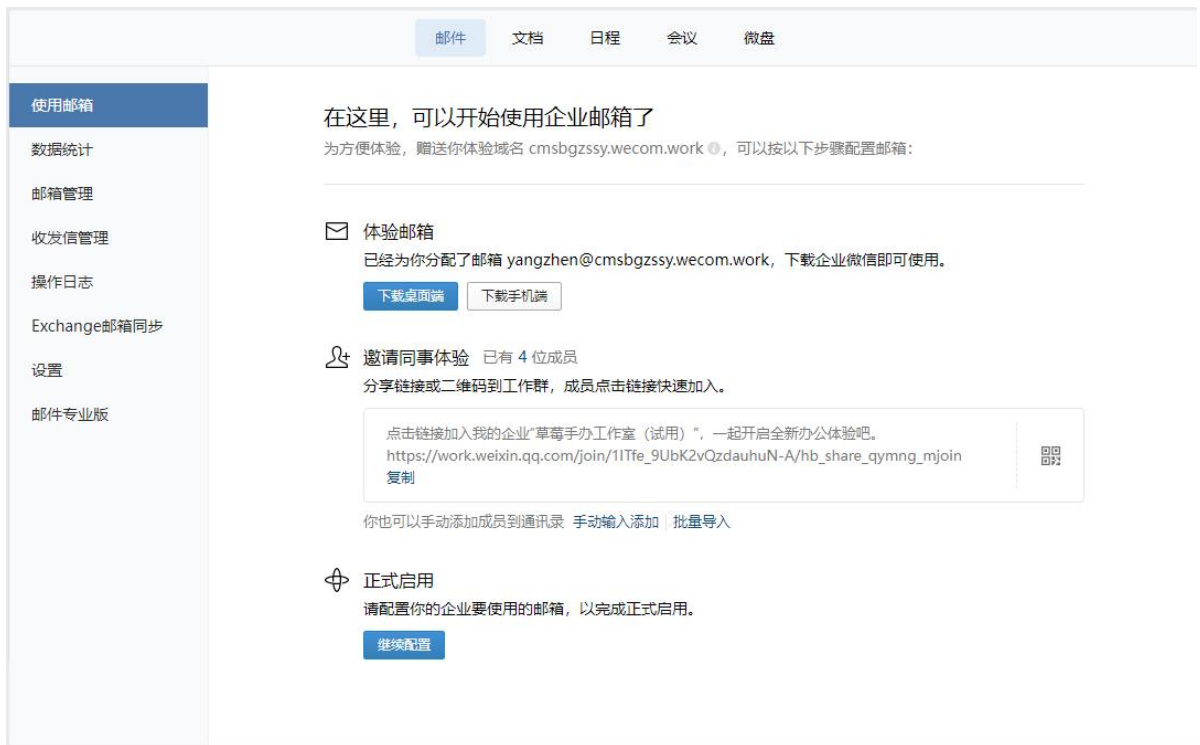 邮件 文档 日程 会议 微盘
使用邮箱
数据统计
邮箱管理
收发信管理
操作日志
Exchange邮箱同步
设置
邮件专业版
在这里，可以开始使用企业邮箱了
为方便体验，赠送你体验域名 cmsbgzssy.wecom.work ，可以按以下步骤配置邮箱：
体验邮箱
已经为你分配了邮箱 yangzhen@cmsbgzssy.wecom.work，下载企业微信即可使用。
下载桌面端 下载手机端
邀请同事体验 已有 4 位成员
分享链接或二维码到工作群，成员点击链接快速加入。
点击链接加入我的企业“草莓手办工作室（试用）”，一起开启全新办公体验吧。
https://work.weixin.qq.com/join/1ITfe_9UbK2vQzdauhuN-A/hb_share_qymng_mjoin
复制
你也可以手动添加成员到通讯录 手动输入添加 批量导入
正式启用
请配置你的企业要使用的邮箱，以完成正式启用。
继续配置